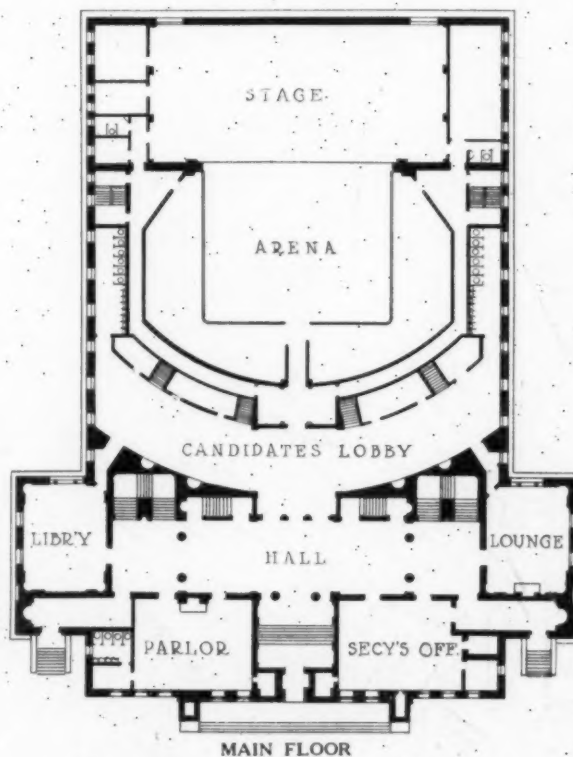 STAGE
ARENA
CANDIDATES LOBBY
LIBR'Y
HALL
LOUNGE
PARLOR
SECY'S OFF.
MAIN FLOOR